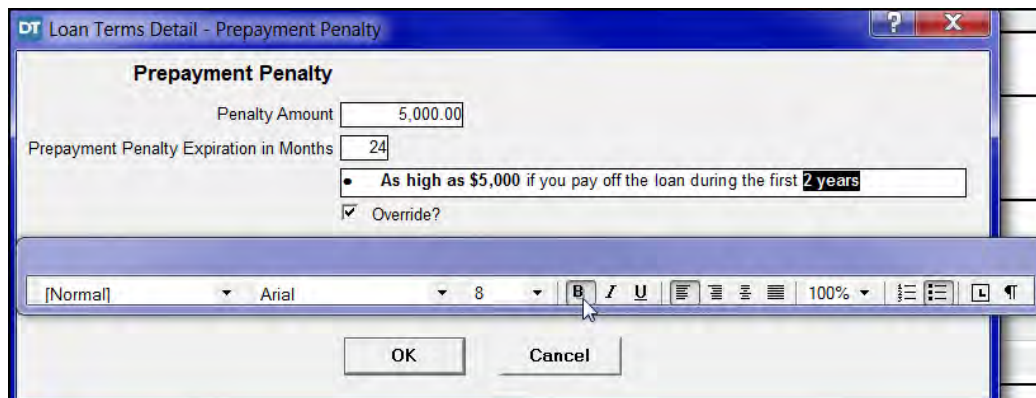 DT Loan Terms Detail - Prepayment Penalty ? X
Prepayment Penalty
Penalty Amount 5,000.00
Prepayment Penalty Expiration in Months 24
• As high as $5,000 if you pay off the loan during the first 2 years
Override?
[Normal] Arial 8 B I U 100% L ¶
OK Cancel